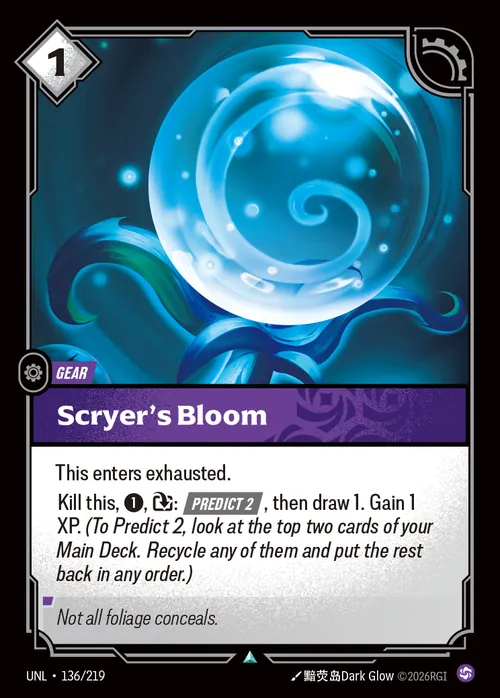 1
GEAR
Scryer's Bloom
This enters exhausted.
Kill this, 1, : PREDICT 2, then draw 1. Gain 1
XP. (To Predict 2, look at the top two cards of your
Main Deck. Recycle any of them and put the rest
back in any order.)
Not all foliage conceals.
UNL • 136/219
黯荧岛Dark Glow ©2026RGI